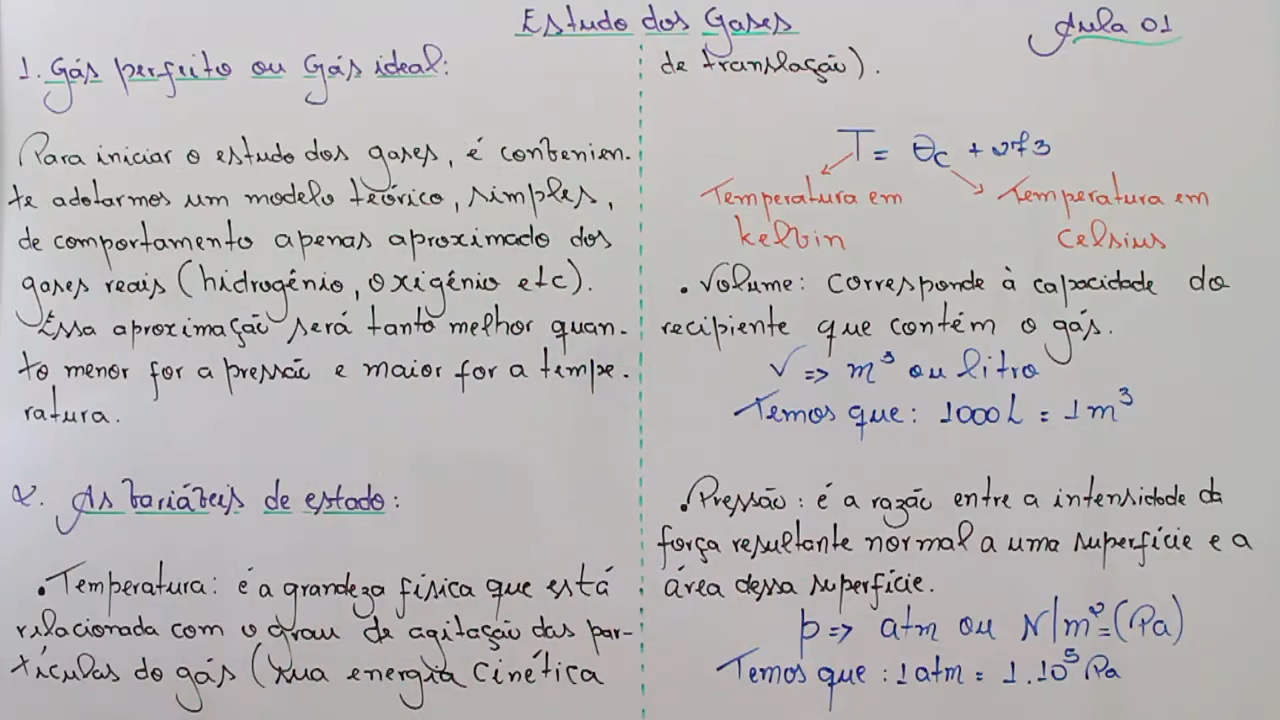 Estudo dos Gases
Aula 01
1. Gás perfeito ou Gás ideal:
Para iniciar o estudo dos gases, é convenien-
te adotarmos um modelo teórico, simples,
de comportamento apenas aproximado dos
gases reais (hidrogênio, oxigênio etc).
Essa aproximação será tanto melhor quan-
to menor for a pressão e maior for a tempe-
ratura.
2. As variáveis de estado:
• Temperatura: é a grandeza física que está
relacionada com o grau de agitação das par-
tículas do gás (sua energia cinética
de translação).
T = θc + 273
Temperatura em
kelvin
Temperatura em
Celsius
• Volume: corresponde à capacidade do
recipiente que contém o gás.
V => m³ ou litro
Temos que: 1000L = 1m³
• Pressão: é a razão entre a intensidade da
força resultante normal a uma superfície e a
área dessa superfície.
p => atm ou N/m² = (Pa)
Temos que: 1 atm = 1.10⁵ Pa